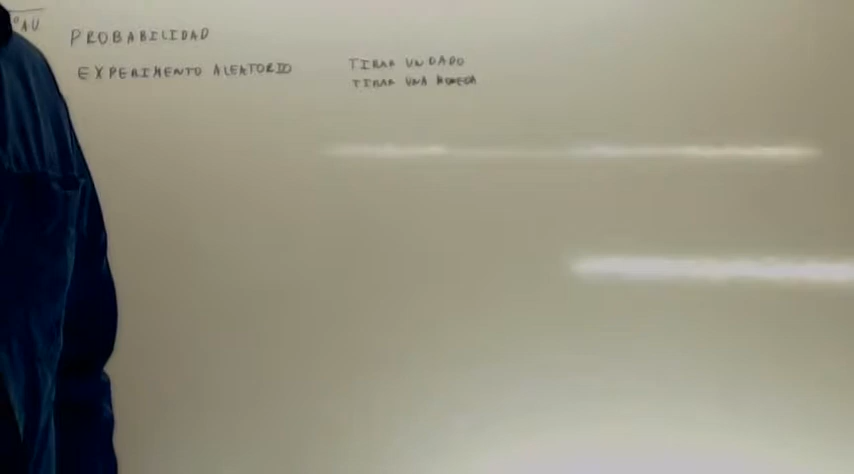 PROBABILIDAD
EXPERIMENTO ALEATORIO
TIRAR UN DADO
TIRAR UNA MONEDA